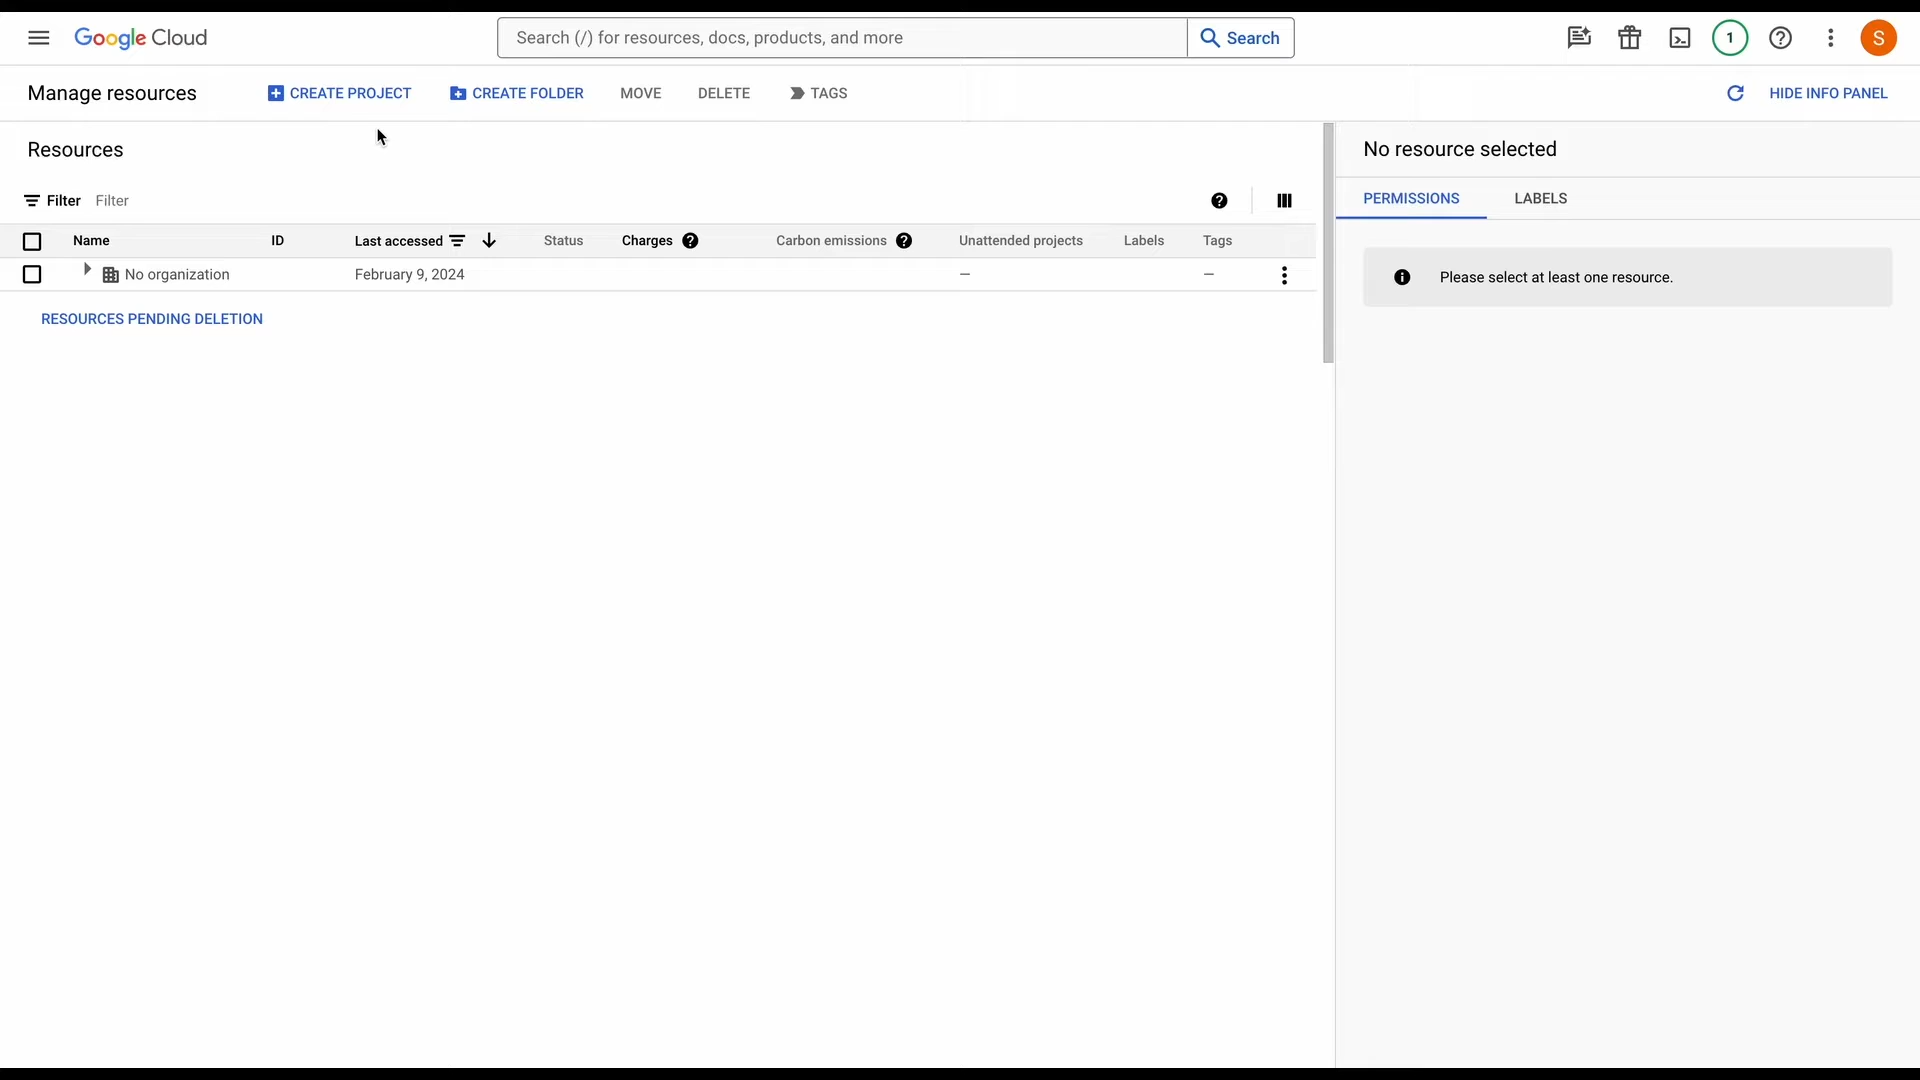 Google Cloud
Search (/) for resources, docs, products, and more
Search
1
S
Manage resources
CREATE PROJECT
CREATE FOLDER
MOVE
DELETE
TAGS
HIDE INFO PANEL
Resources
No resource selected
Filter Filter
PERMISSIONS
LABELS
Name ID Last accessed Status Charges Carbon emissions Unattended projects Labels Tags
No organization February 9, 2024 — —
Please select at least one resource.
RESOURCES PENDING DELETION